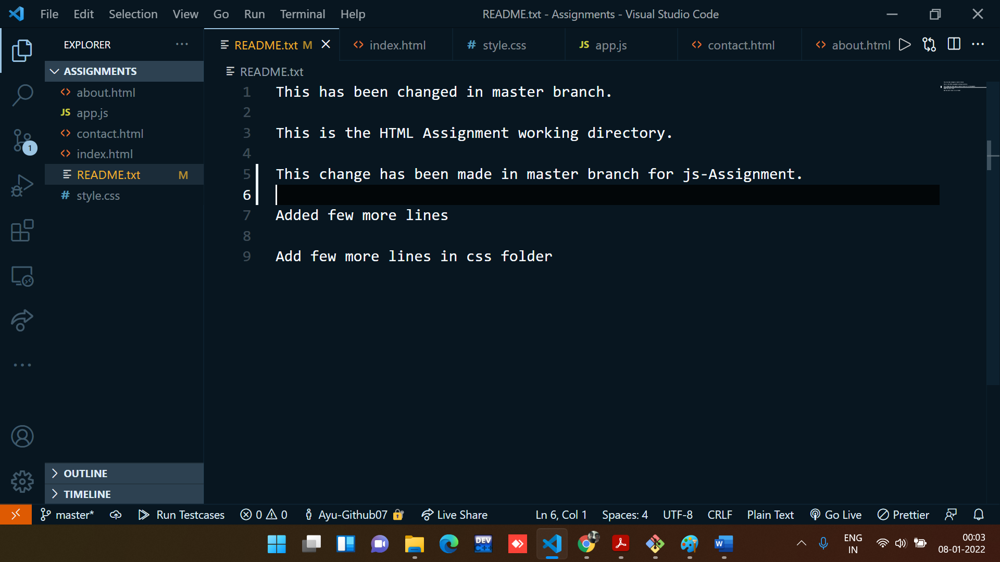 File Edit Selection View Go Run Terminal Help README.txt - Assignments - Visual Studio Code
EXPLORER
ASSIGNMENTS
about.html
app.js
contact.html
index.html
README.txt M
style.css
OUTLINE
TIMELINE
1
README.txt M index.html style.css app.js contact.html about.html
README.txt
1 This has been changed in master branch.
2
3 This is the HTML Assignment working directory.
4
5 This change has been made in master branch for js-Assignment.
6
7 Added few more lines
8
9 Add few more lines in css folder
master* Run Testcases 0 0 Ayu-Github07 Live Share Ln 6, Col 1 Spaces: 4 UTF-8 CRLF Plain Text Go Live Prettier
DEV C++
W
ENG
IN
00:03
08-01-2022